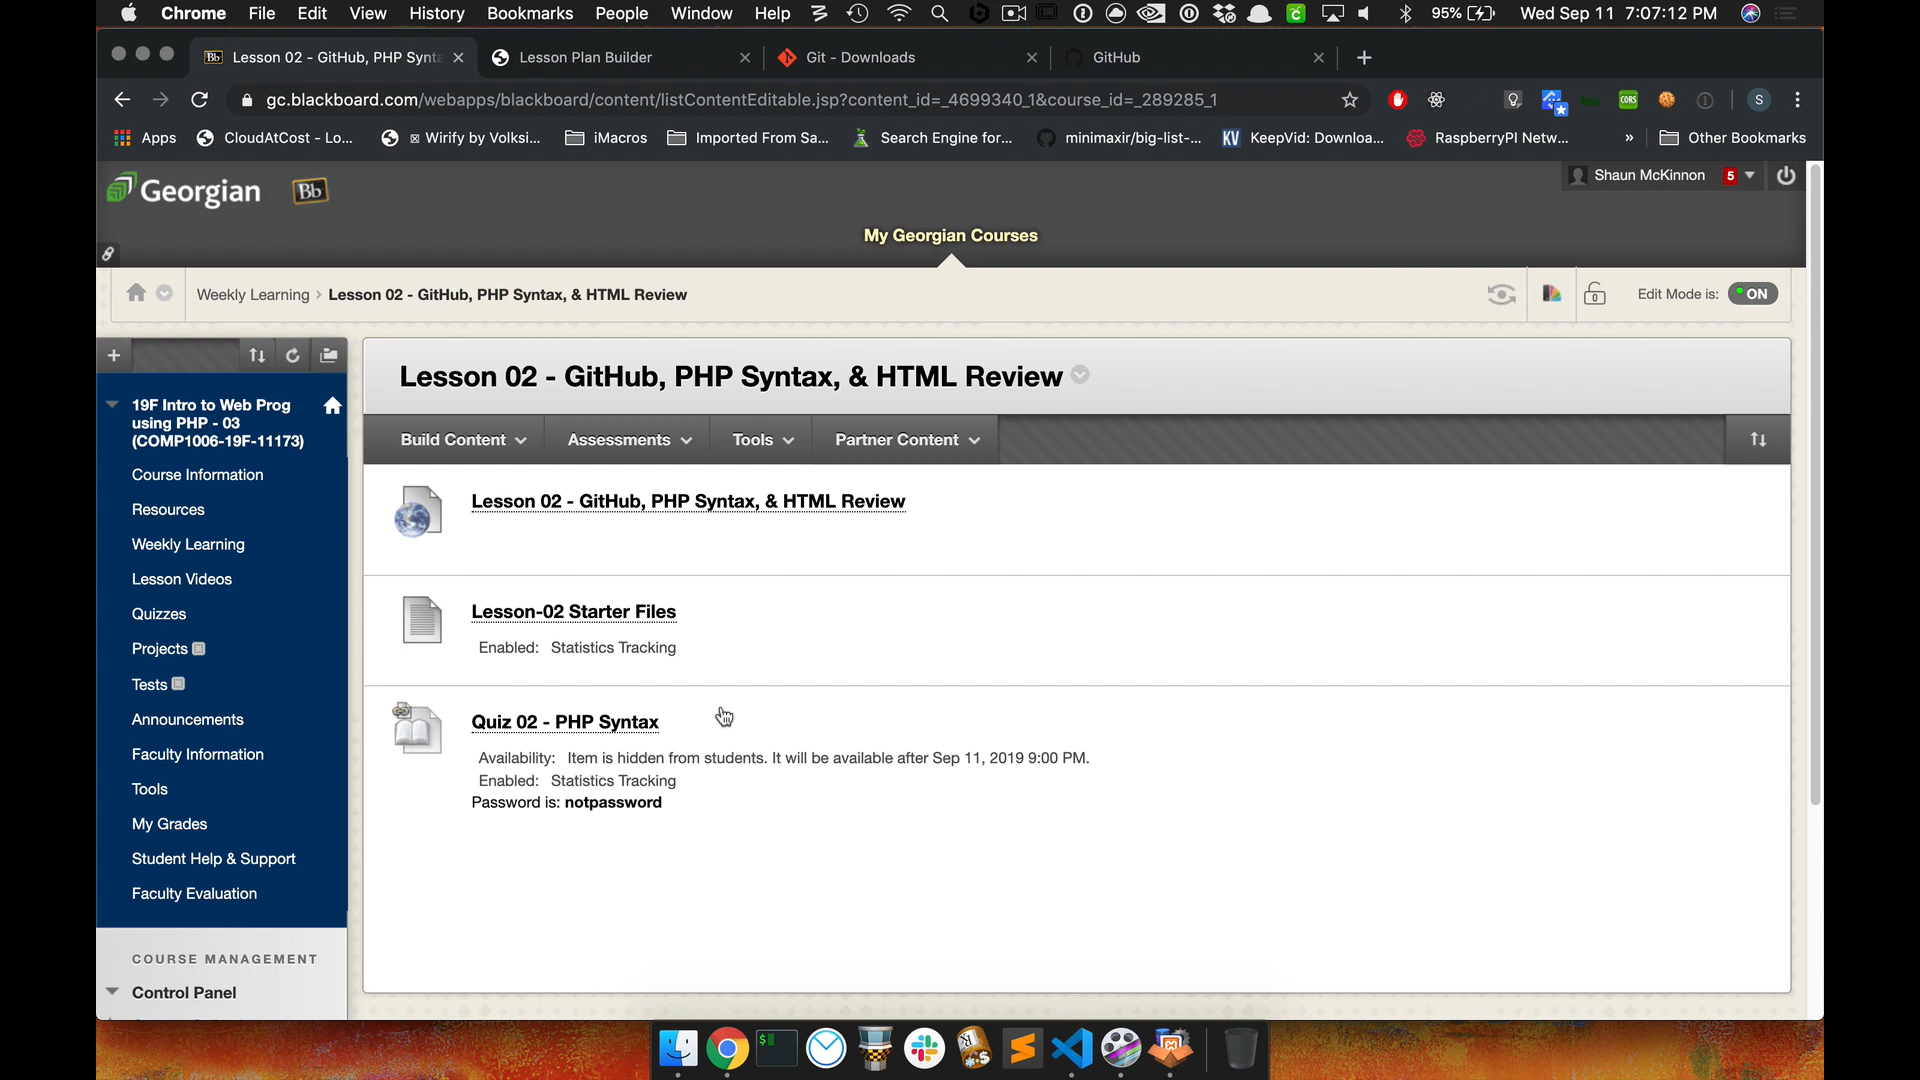 Chrome File Edit View History Bookmarks People Window Help 95% Wed Sep 11 7:07:12 PM
Lesson 02 - GitHub, PHP Synta Lesson Plan Builder Git - Downloads GitHub
gc.blackboard.com/webapps/blackboard/content/listContentEditable.jsp?content_id=_4699340_1&course_id=_289285_1 CORS S
Apps CloudAtCost - Lo... Wirify by Volksi... iMacros Imported From Sa... Search Engine for... minimaxir/big-list-... KV KeepVid: Downloa... RaspberryPI Netw... » Other Bookmarks
Georgian Bb Shaun McKinnon 5
My Georgian Courses
Weekly Learning > Lesson 02 - GitHub, PHP Syntax, & HTML Review Edit Mode is: ON
Lesson 02 - GitHub, PHP Syntax, & HTML Review
Build Content Assessments Tools Partner Content
19F Intro to Web Prog
using PHP - 03
(COMP1006-19F-11173)
Course Information
Resources
Weekly Learning
Lesson Videos
Quizzes
Projects
Tests
Announcements
Faculty Information
Tools
My Grades
Student Help & Support
Faculty Evaluation
COURSE MANAGEMENT
Control Panel
Lesson 02 - GitHub, PHP Syntax, & HTML Review
Lesson-02 Starter Files
Enabled: Statistics Tracking
Quiz 02 - PHP Syntax
Availability: Item is hidden from students. It will be available after Sep 11, 2019 9:00 PM.
Enabled: Statistics Tracking
Password is: notpassword